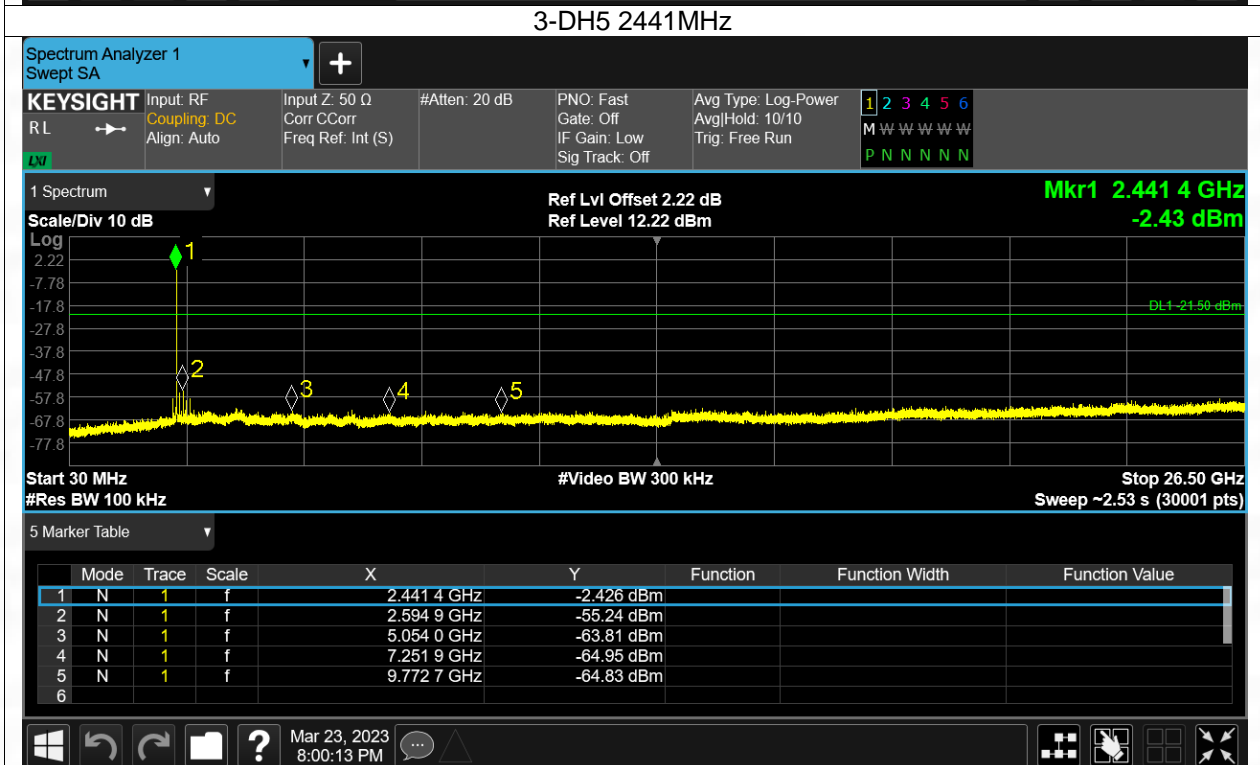 3-DH5 2441MHz
Spectrum Analyzer 1
Swept SA
KEYSIGHT
RL
LXI
Input: RF
Coupling: DC
Align: Auto
Input Z: 50 Ω
Corr CCorr
Freq Ref: Int (S)
#Atten: 20 dB
PNO: Fast
Gate: Off
IF Gain: Low
Sig Track: Off
Avg Type: Log-Power
Avg|Hold: 10/10
Trig: Free Run
1 2 3 4 5 6
M W W W W W
P N N N N N
1 Spectrum
Scale/Div 10 dB
Ref Lvl Offset 2.22 dB
Ref Level 12.22 dBm
Mkr1 2.441 4 GHz
-2.43 dBm
Log
2.22
-7.78
-17.8
-27.8
-37.8
-47.8
-57.8
-67.8
-77.8
1
2
3
4
5
DL1 -21.50 dBm
Start 30 MHz
#Video BW 300 kHz
Stop 26.50 GHz
#Res BW 100 kHz
Sweep ~2.53 s (30001 pts)
5 Marker Table
Mode Trace Scale X Y Function Function Width Function Value
1 N 1 f 2.441 4 GHz -2.426 dBm
2 N 1 f 2.594 9 GHz -55.24 dBm
3 N 1 f 5.054 0 GHz -63.81 dBm
4 N 1 f 7.251 9 GHz -64.95 dBm
5 N 1 f 9.772 7 GHz -64.83 dBm
6
?
Mar 23, 2023
8:00:13 PM